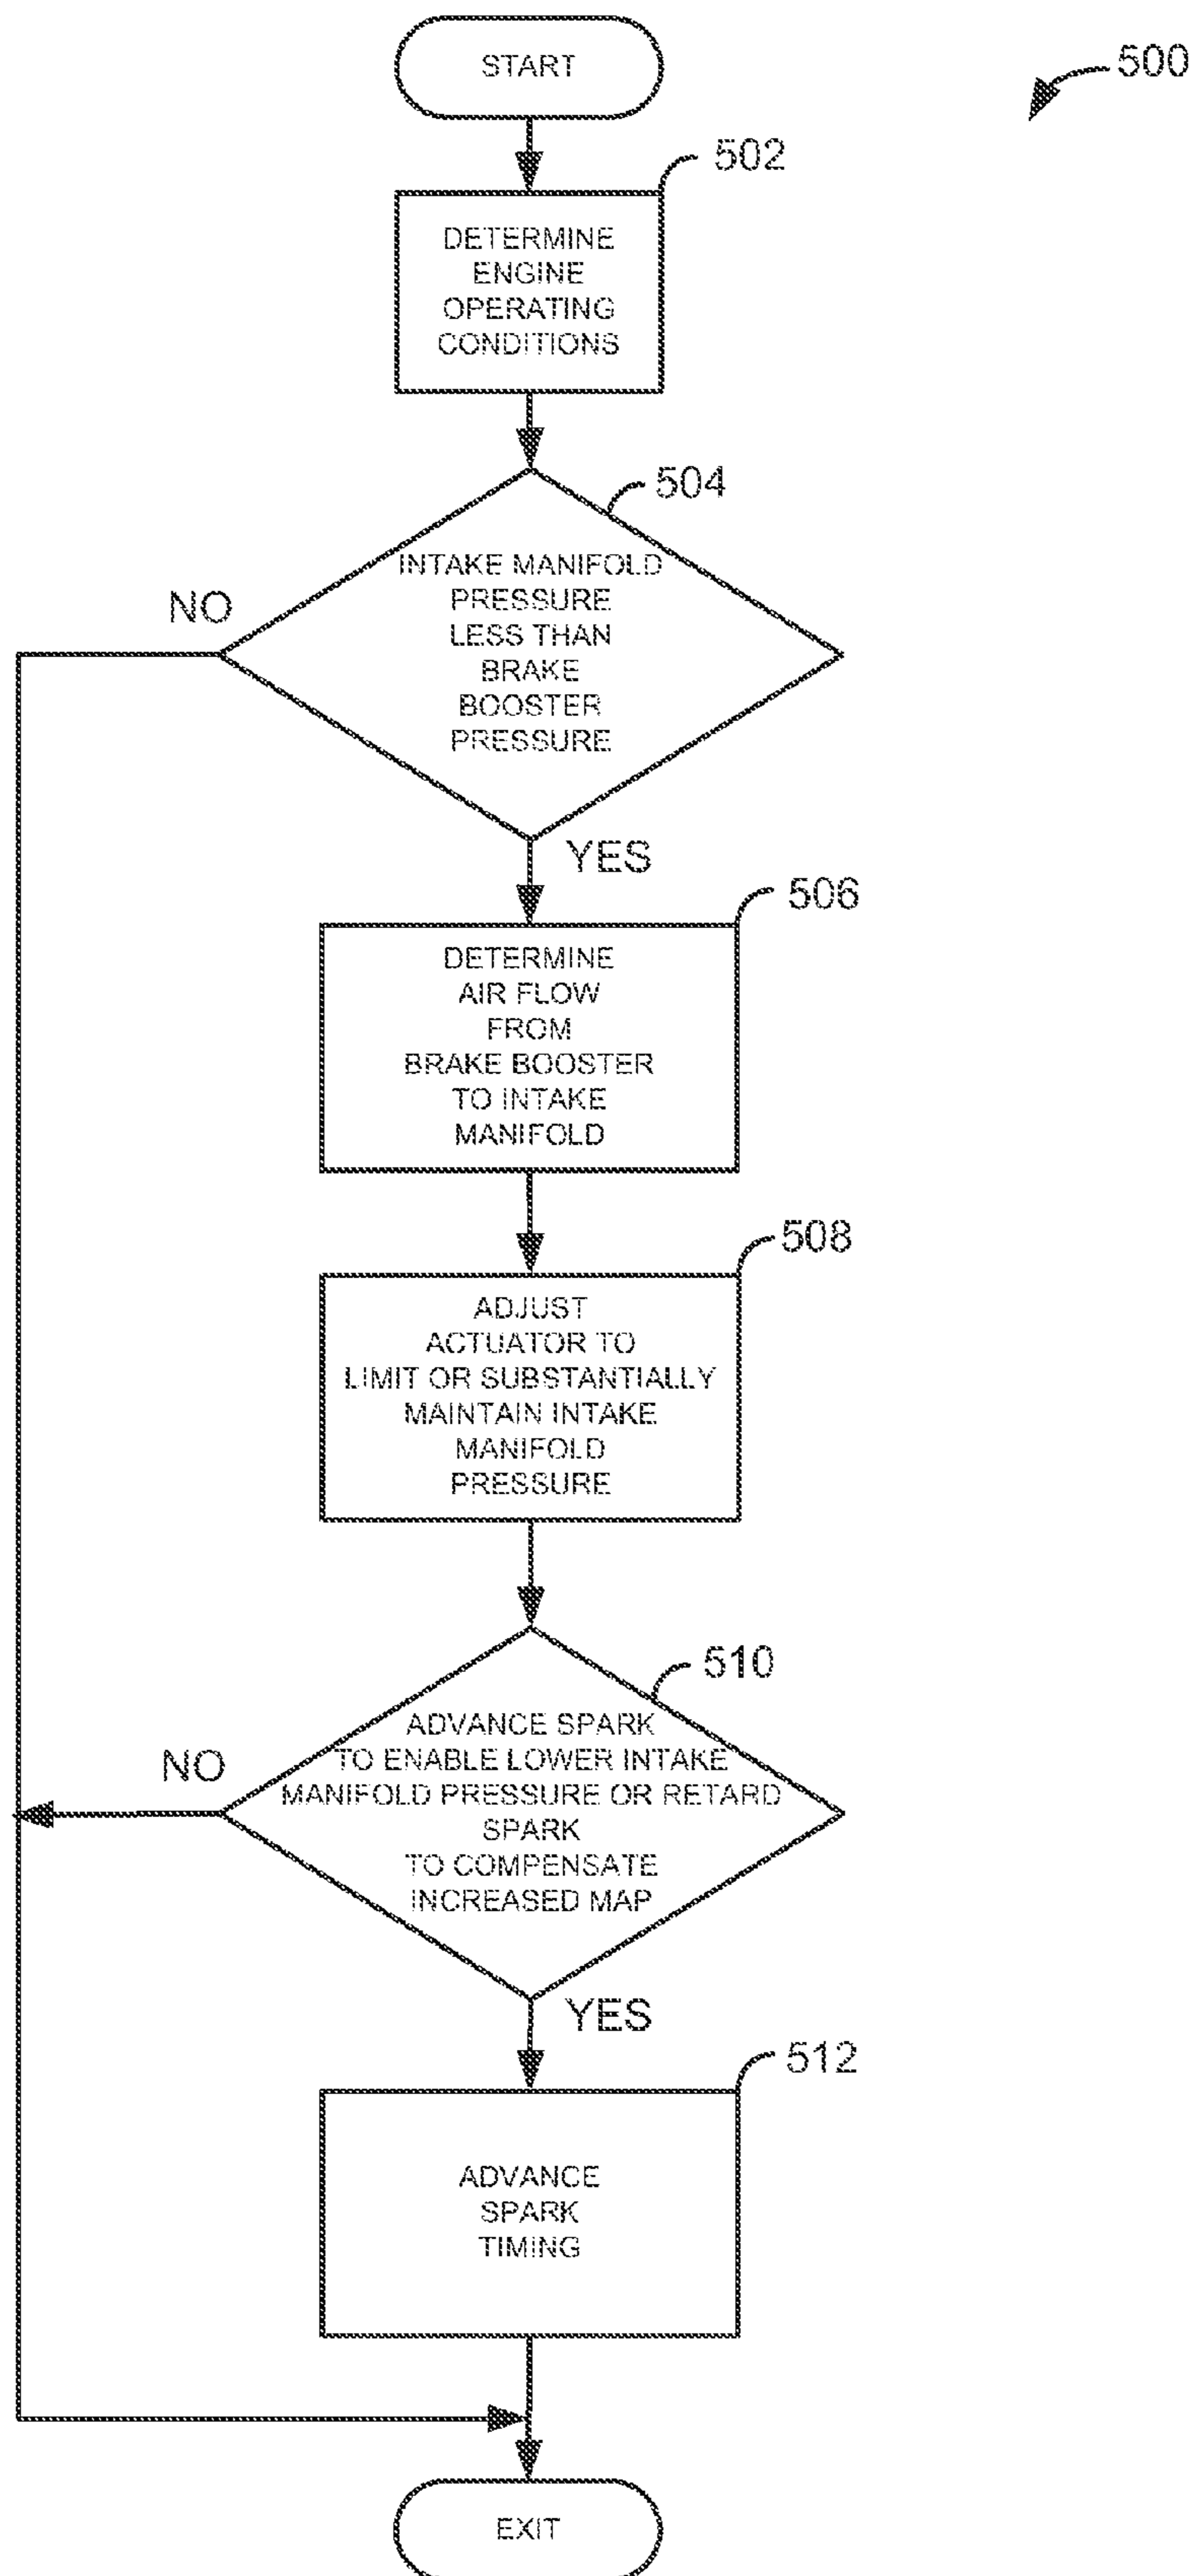 START
500
502
DETERMINE
ENGINE
OPERATING
CONDITIONS
504
INTAKE MANIFOLD
PRESSURE
LESS THAN
BRAKE
BOOSTER
PRESSURE
NO
YES
506
DETERMINE
AIR FLOW
FROM
BRAKE BOOSTER
TO INTAKE
MANIFOLD
508
ADJUST
ACTUATOR TO
LIMIT OR SUBSTANTIALLY
MAINTAIN INTAKE
MANIFOLD
PRESSURE
510
ADVANCE SPARK
TO ENABLE LOWER INTAKE
MANIFOLD PRESSURE OR RETARD
SPARK
TO COMPENSATE
INCREASED MAP
NO
YES
512
ADVANCE
SPARK
TIMING
EXIT